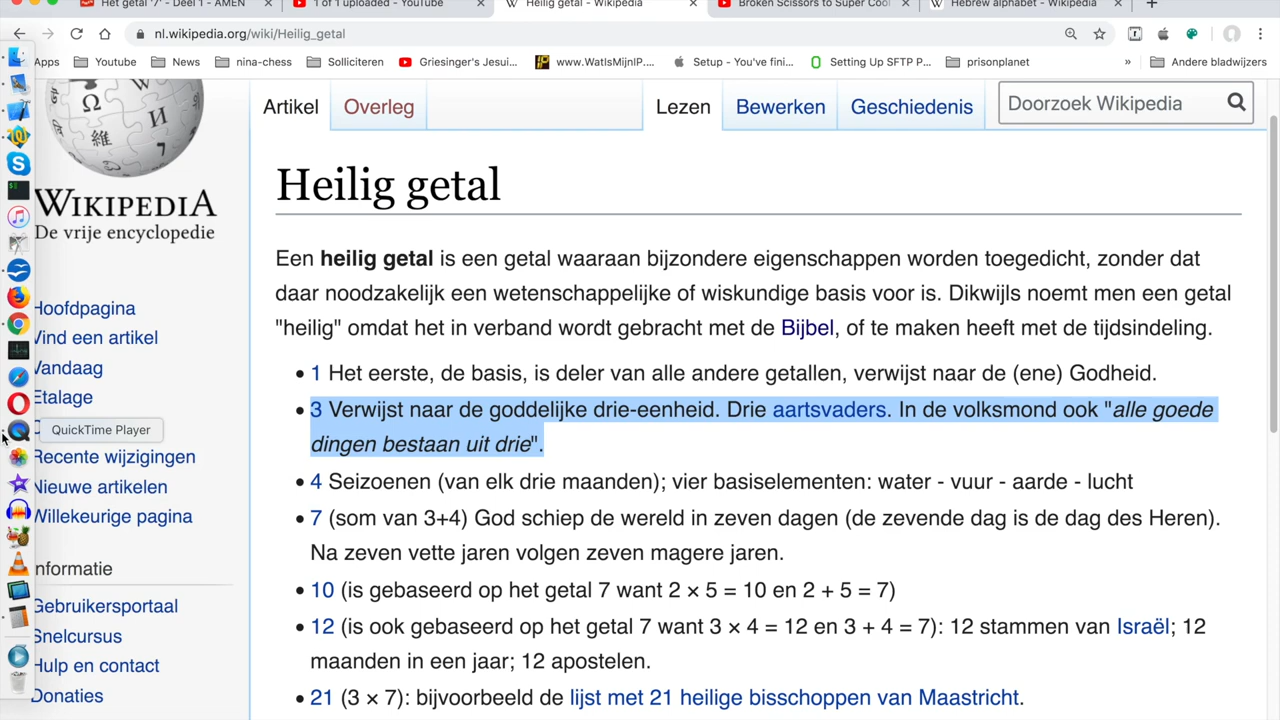 Het getal '7' - Deel 1 - AMEN
1 of 1 uploaded - YouTube
Heilig getal - Wikipedia
Broken Scissors to Super Cool
Hebrew alphabet - Wikipedia
nl.wikipedia.org/wiki/Heilig_getal
Apps
Youtube
News
nina-chess
Solliciteren
Griesinger's Jesui...
www.WatIsMijnIP....
Setup - You've fini...
Setting Up SFTP P...
prisonplanet
»
Andere bladwijzers
WIKIPEDIA
De vrije encyclopedie
Artikel
Overleg
Lezen
Bewerken
Geschiedenis
Doorzoek Wikipedia
Heilig getal
Een heilig getal is een getal waaraan bijzondere eigenschappen worden toegedicht, zonder dat
daar noodzakelijk een wetenschappelijke of wiskundige basis voor is. Dikwijls noemt men een getal
"heilig" omdat het in verband wordt gebracht met de Bijbel, of te maken heeft met de tijdsindeling.
• 1 Het eerste, de basis, is deler van alle andere getallen, verwijst naar de (ene) Godheid.
• 3 Verwijst naar de goddelijke drie-eenheid. Drie aartsvaders. In de volksmond ook "alle goede
dingen bestaan uit drie".
• 4 Seizoenen (van elk drie maanden); vier basiselementen: water - vuur - aarde - lucht
• 7 (som van 3+4) God schiep de wereld in zeven dagen (de zevende dag is de dag des Heren).
Na zeven vette jaren volgen zeven magere jaren.
• 10 (is gebaseerd op het getal 7 want 2 × 5 = 10 en 2 + 5 = 7)
• 12 (is ook gebaseerd op het getal 7 want 3 × 4 = 12 en 3 + 4 = 7): 12 stammen van Israël; 12
maanden in een jaar; 12 apostelen.
• 21 (3 × 7): bijvoorbeeld de lijst met 21 heilige bisschoppen van Maastricht.
Hoofdpagina
Vind een artikel
Vandaag
Etalage
QuickTime Player
Recente wijzigingen
Nieuwe artikelen
Willekeurige pagina
nformatie
Gebruikersportaal
Snelcursus
Hulp en contact
Donaties